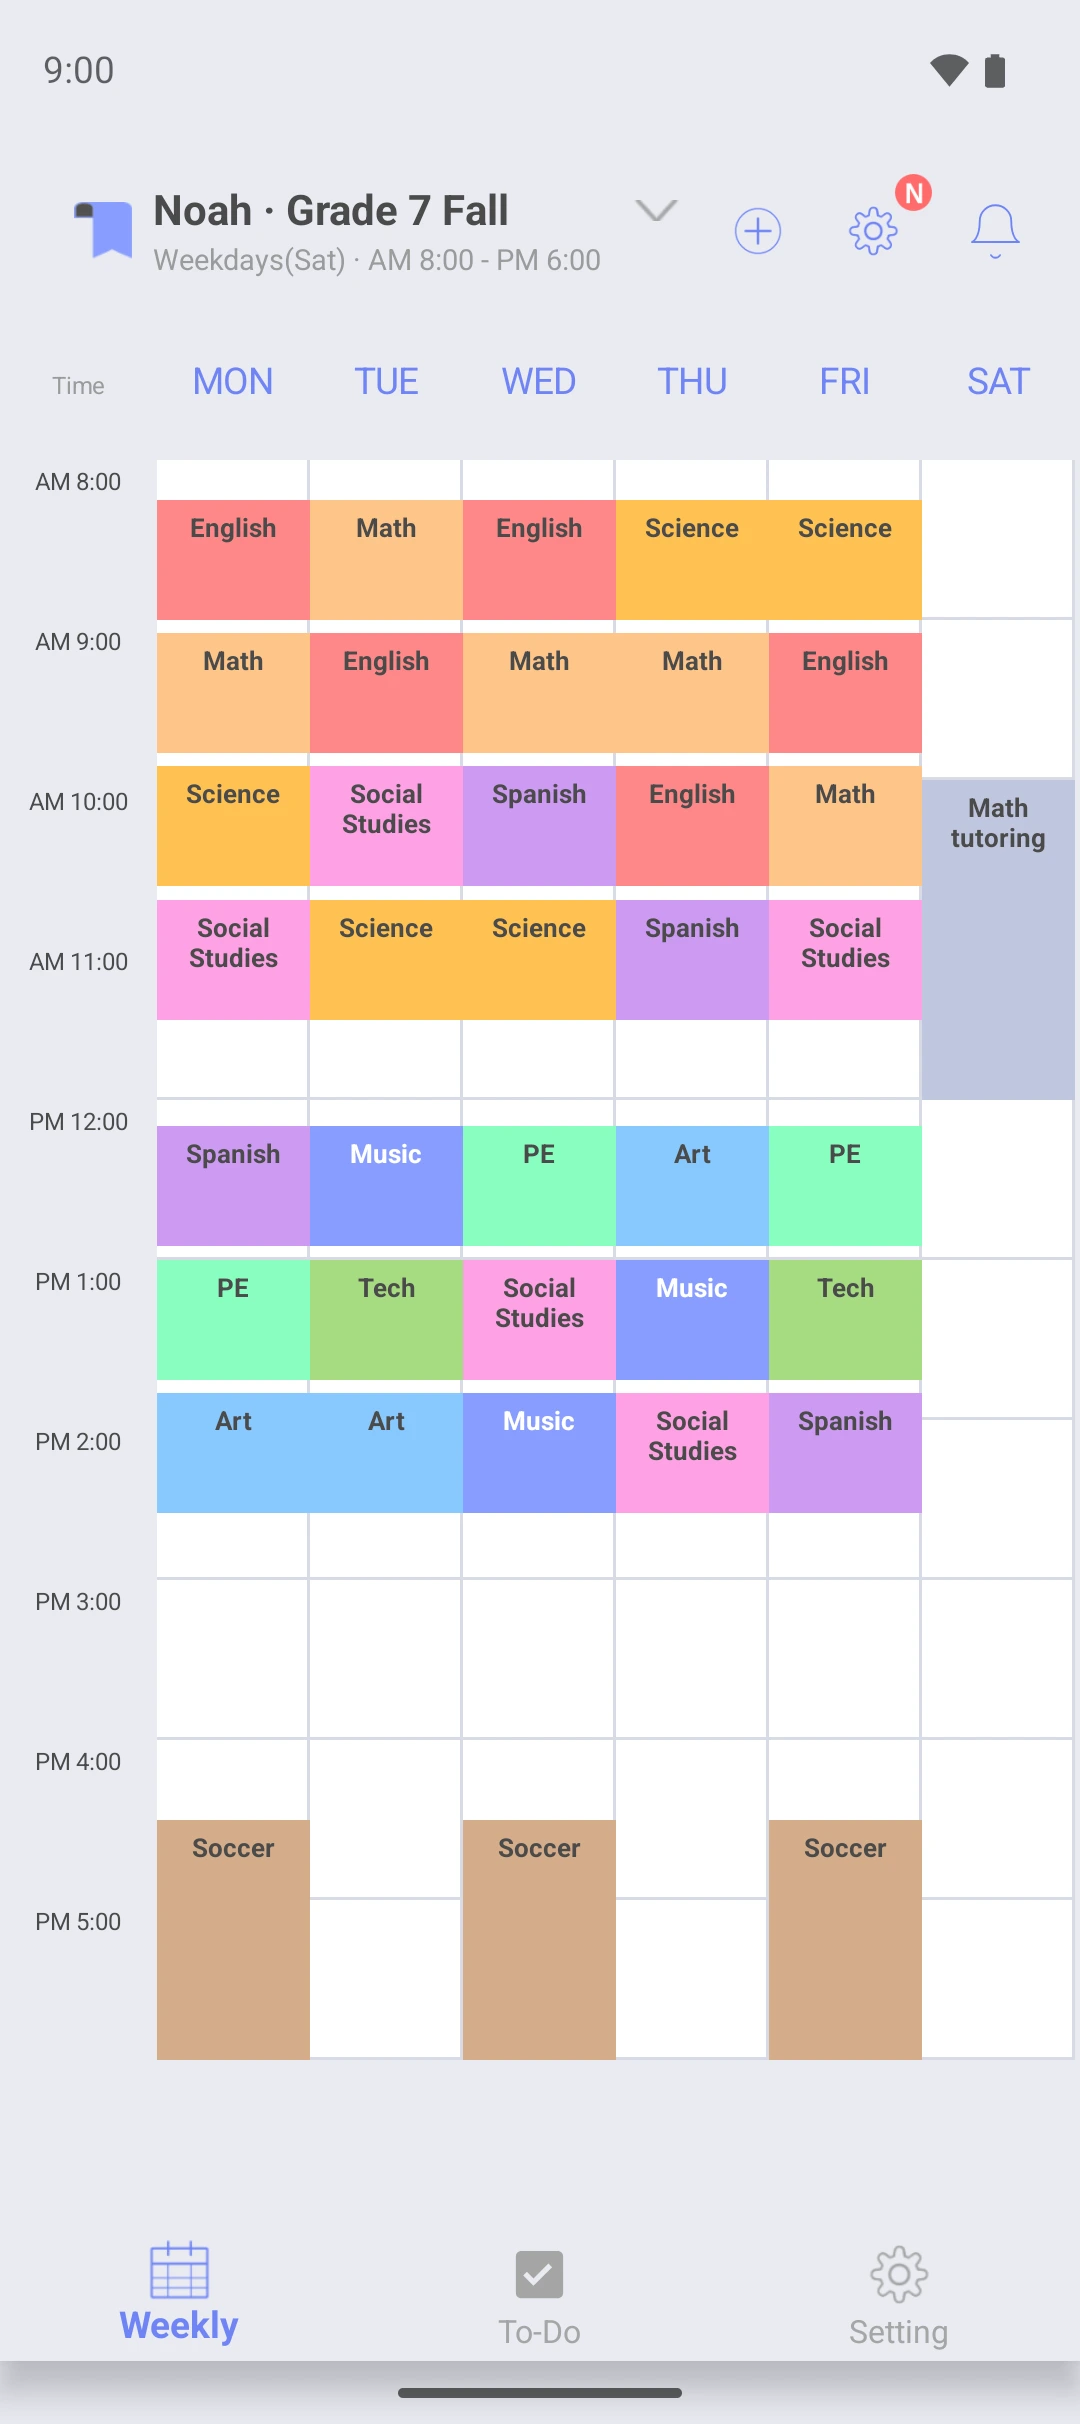 9:00
Noah · Grade 7 Fall
N
Weekdays(Sat) · AM 8:00 - PM 6:00
Time MON TUE WED THU FRI SAT
AM 8:00
English Math English Science Science
AM 9:00
Math English Math Math English
AM 10:00
Science Social Spanish English Math Math
Studies tutoring
Social Science Science Spanish Social
Studies Studies
AM 11:00
PM 12:00
Spanish Music PE Art PE
PM 1:00
PE Tech Social Music Tech
Studies
Art Art Music Social Spanish
Studies
PM 2:00
PM 3:00
PM 4:00
Soccer Soccer Soccer
PM 5:00
Weekly To-Do Setting